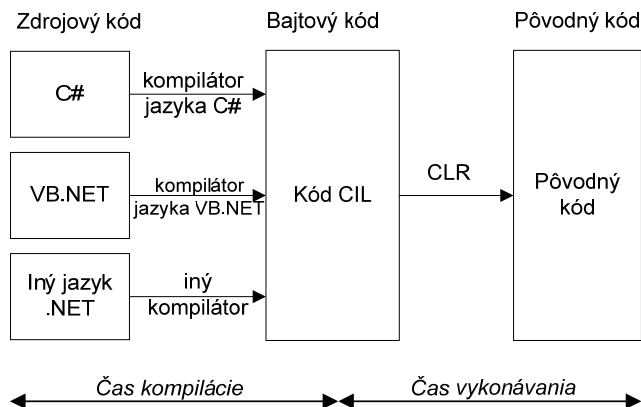 Zdrojový kód
Bajtový kód
Pôvodný kód
C#
kompilátor
jazyka C#
VB.NET
kompilátor
jazyka VB.NET
Kód CIL
CLR
Pôvodný
kód
Iný jazyk
.NET
iný
kompilátor
Čas kompilácie
Čas vykonávania